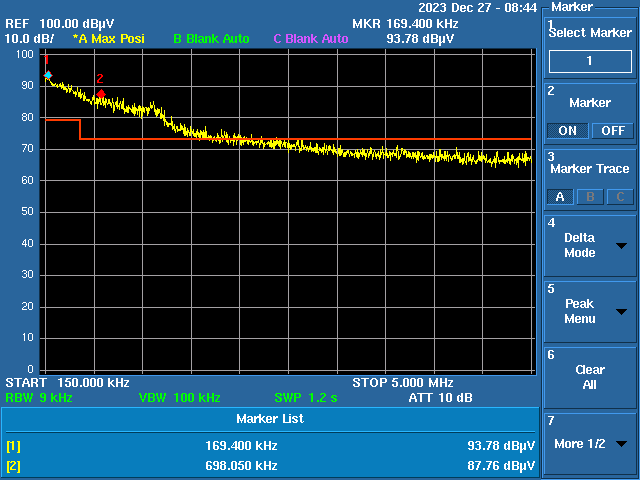 2023 Dec 27 - 08:44
Marker
REF 100.00 dBµV
MKR 169.400 kHz
10.0 dB/
*A Max Posi
B Blank Auto
C Blank Auto
93.78 dBµV
100
90
80
70
60
50
40
30
20
10
0
1
2
START 150.000 kHz
STOP 5.000 MHz
RBW 9 kHz
VBW 100 kHz
SWP 1.2 s
ATT 10 dB
Marker List
[1] 169.400 kHz 93.78 dBµV
[2] 698.050 kHz 87.76 dBµV
1
Select Marker
1
2
Marker
ON OFF
3
Marker Trace
A B C
4
Delta
Mode
5
Peak
Menu
6
Clear
All
7
More 1/2